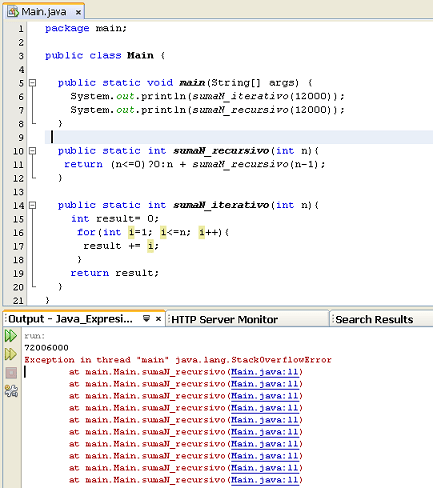 Main.java
1 package main;
2
3 public class Main {
4
5 public static void main(String[] args) {
6 System.out.println(sumaN_iterativo(12000));
7 System.out.println(sumaN_recursivo(12000));
8 }
9
10 public static int sumaN_recursivo(int n){
11 return (n<=0)?0:n + sumaN_recursivo(n-1);
12 }
13
14 public static int sumaN_iterativo(int n){
15 int result= 0;
16 for(int i=1; i<=n; i++){
17 result += i;
18 }
19 return result;
20 }
21 }
Output - Java_Expresi... HTTP Server Monitor Search Results
run:
72006000
Exception in thread "main" java.lang.StackOverflowError
at main.Main.sumaN_recursivo(Main.java:11)
at main.Main.sumaN_recursivo(Main.java:11)
at main.Main.sumaN_recursivo(Main.java:11)
at main.Main.sumaN_recursivo(Main.java:11)
at main.Main.sumaN_recursivo(Main.java:11)
at main.Main.sumaN_recursivo(Main.java:11)
at main.Main.sumaN_recursivo(Main.java:11)
at main.Main.sumaN_recursivo(Main.java:11)
at main.Main.sumaN_recursivo(Main.java:11)
at main.Main.sumaN_recursivo(Main.java:11)